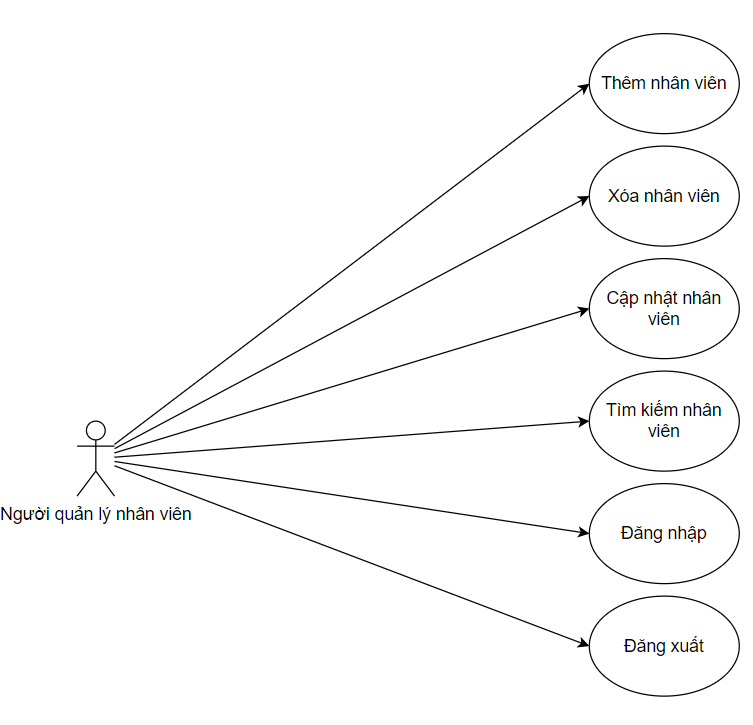 Thêm nhân viên
Xóa nhân viên
Cập nhật nhân
viên
Tìm kiếm nhân
viên
Người quản lý nhân viên
Đăng nhập
Đăng xuất